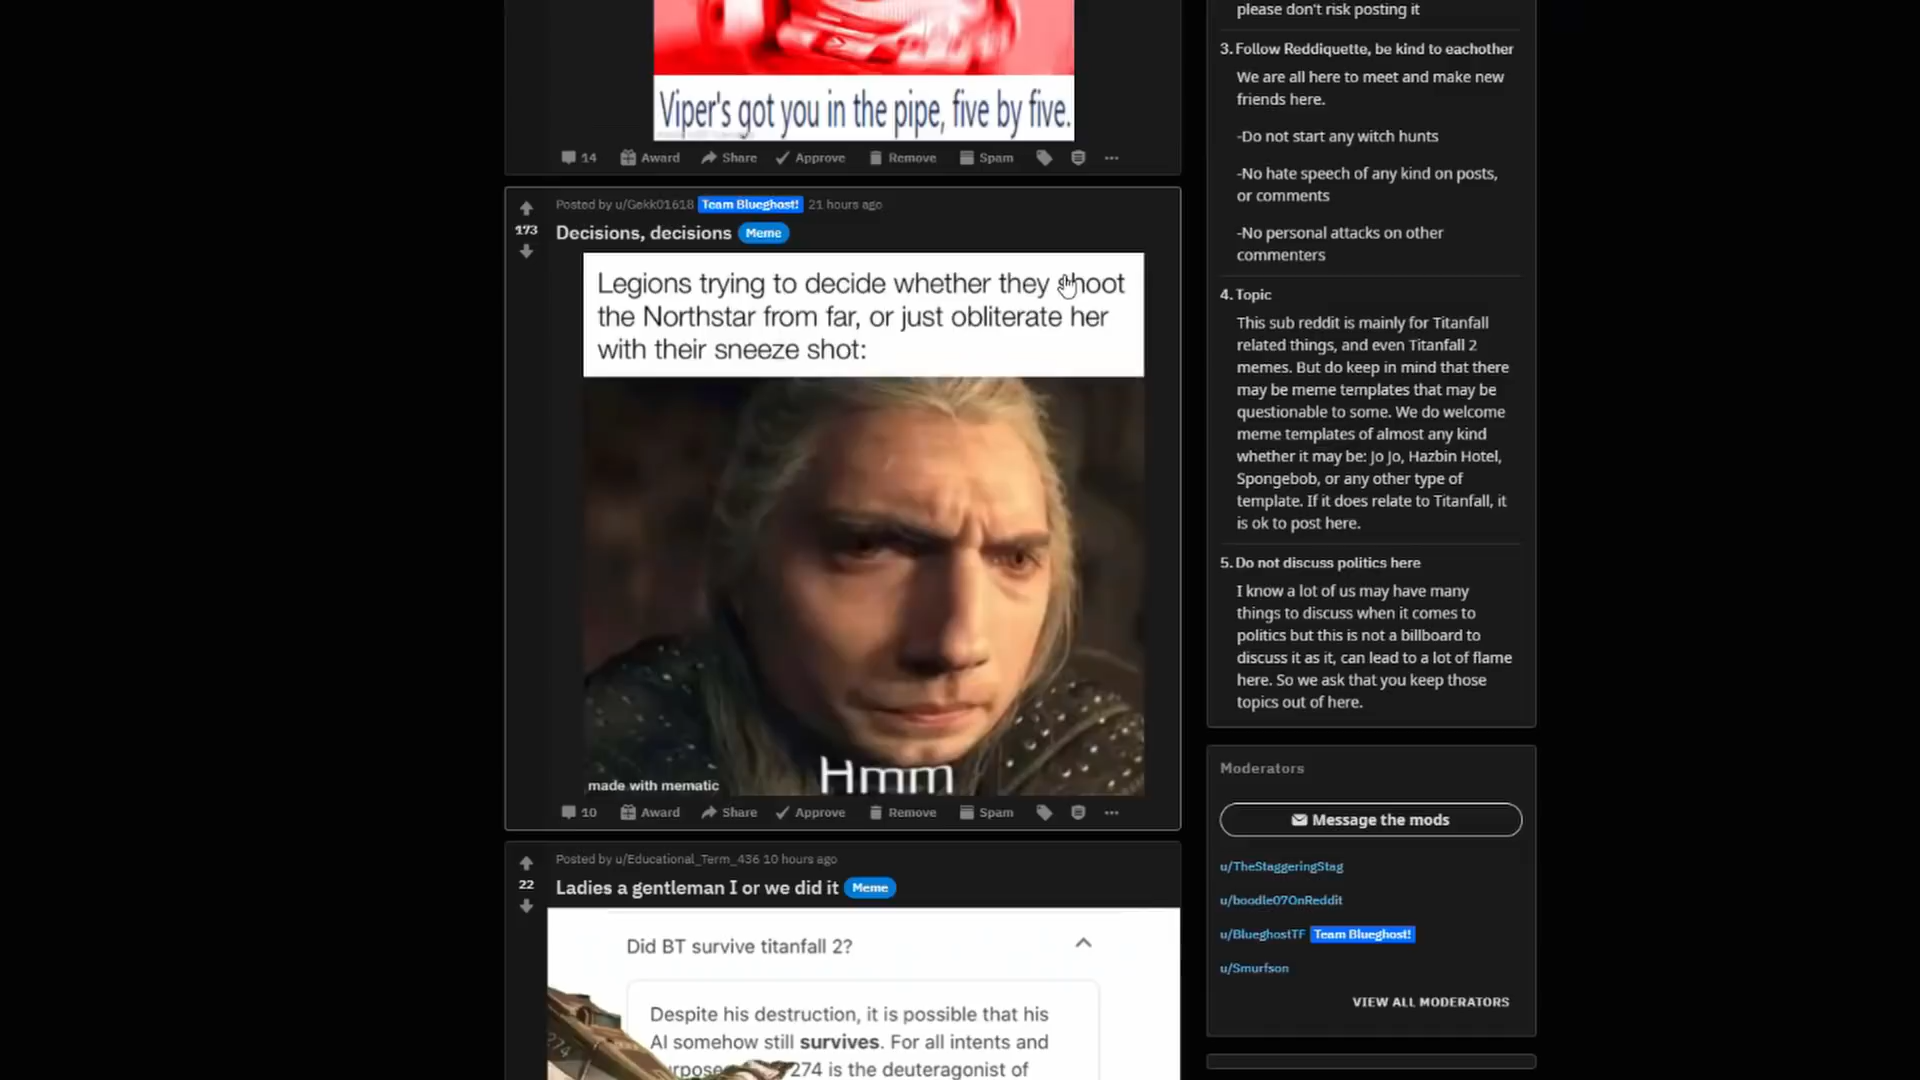 Viper's got you in the pipe, five by five.
14 Award Share Approve Remove Spam
Posted by u/Gekk01618 Team Blueghost! 21 hours ago
173
Decisions, decisions Meme
Legions trying to decide whether they shoot
the Northstar from far, or just obliterate her
with their sneeze shot:
Hmm
made with mematic
10 Award Share Approve Remove Spam
Posted by u/Educational_Term_436 10 hours ago
22
Ladies a gentleman I or we did it Meme
Did BT survive titanfall 2?
Despite his destruction, it is possible that his
AI somehow still survives. For all intents and
274 is the deuteragonist of
274
please don't risk posting it
3. Follow Reddiquette, be kind to eachother
We are all here to meet and make new
friends here.
-Do not start any witch hunts
-No hate speech of any kind on posts,
or comments
-No personal attacks on other
commenters
4. Topic
This sub reddit is mainly for Titanfall
related things, and even Titanfall 2
memes. But do keep in mind that there
may be meme templates that may be
questionable to some. We do welcome
meme templates of almost any kind
whether it may be: Jo Jo, Hazbin Hotel,
Spongebob, or any other type of
template. If it does relate to Titanfall, it
is ok to post here.
5. Do not discuss politics here
I know a lot of us may have many
things to discuss when it comes to
politics but this is not a billboard to
discuss it as it, can lead to a lot of flame
here. So we ask that you keep those
topics out of here.
Moderators
Message the mods
u/TheStaggeringStag
u/boodle07OnReddit
u/BlueghostTF Team Blueghost!
u/Smurfson
VIEW ALL MODERATORS